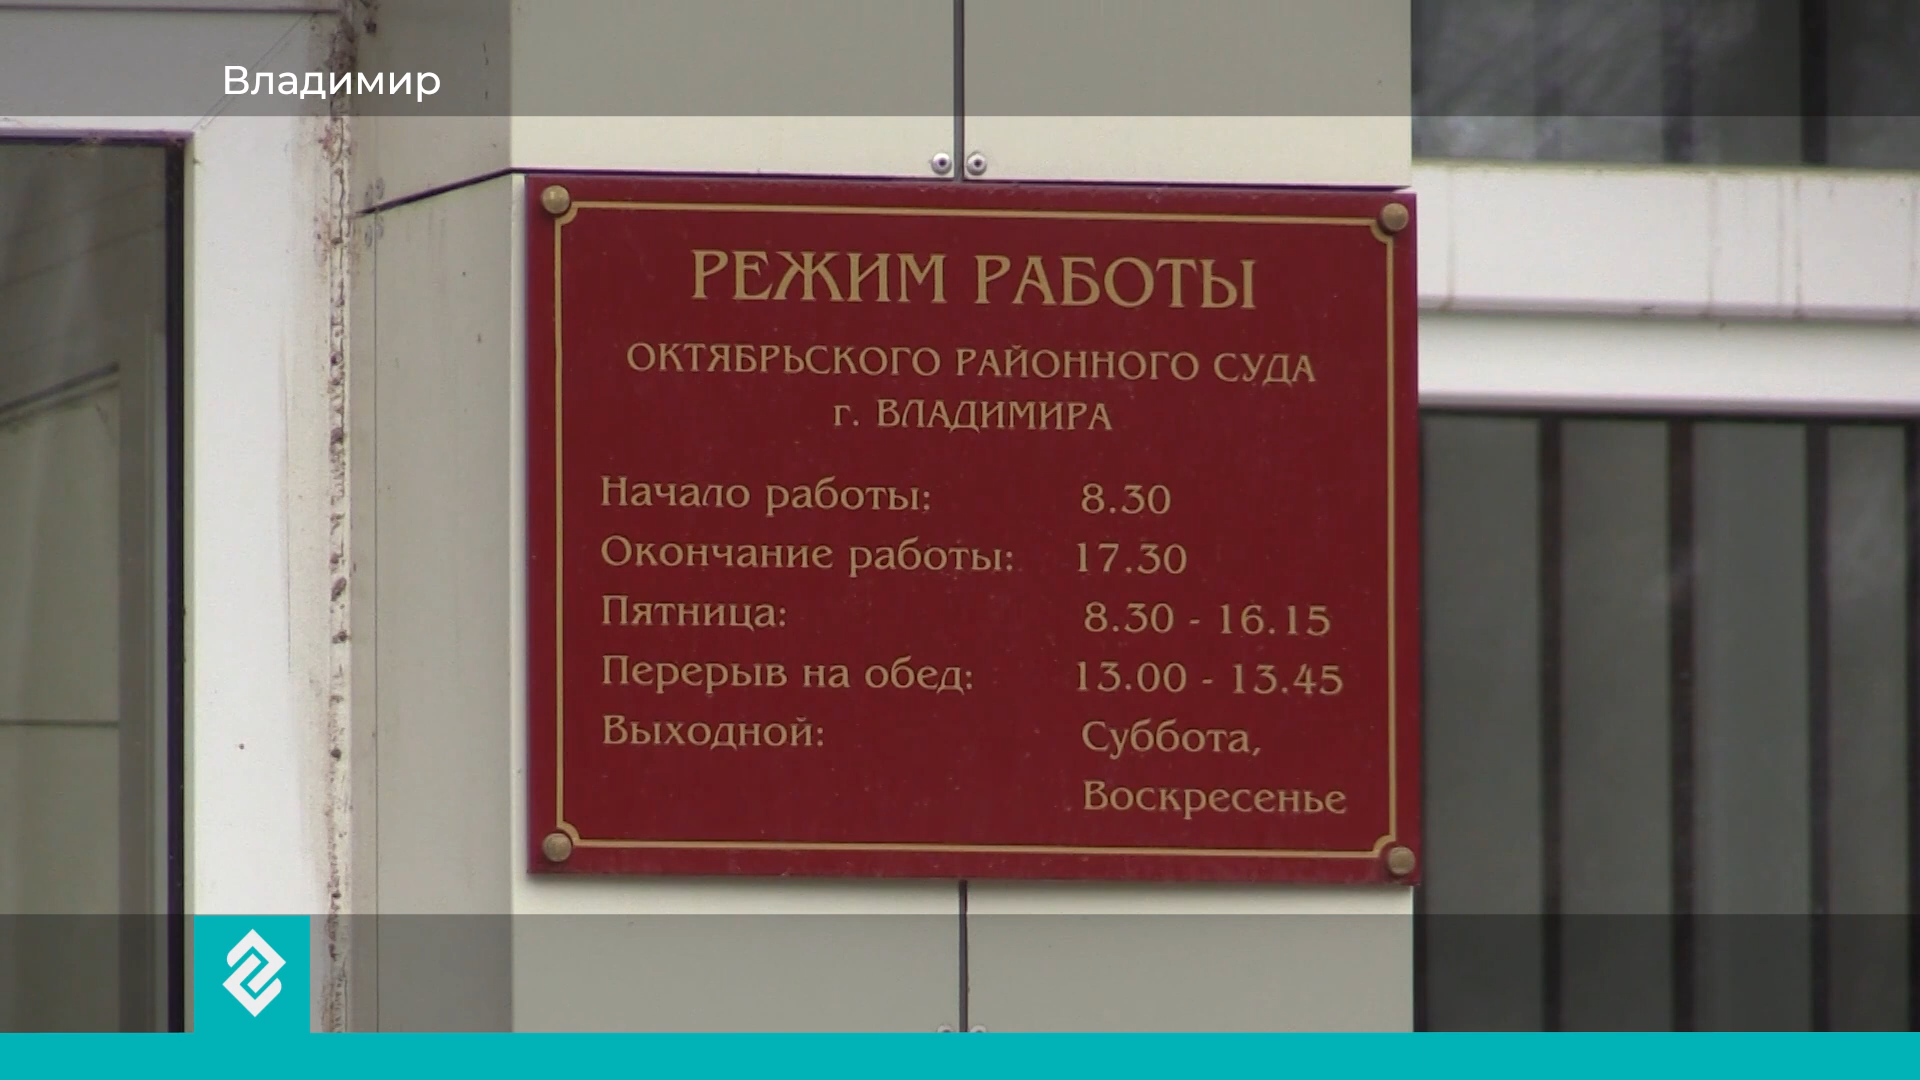 Владимир
РЕЖИМ РАБОТЫ
ОКТЯБРЬСКОГО РАЙОННОГО СУДА
г. ВЛАДИМИРА
Начало работы: 8.30
Окончание работы: 17.30
Пятница: 8.30 - 16.15
Перерыв на обед: 13.00 - 13.45
Выходной: Суббота,
Воскресенье